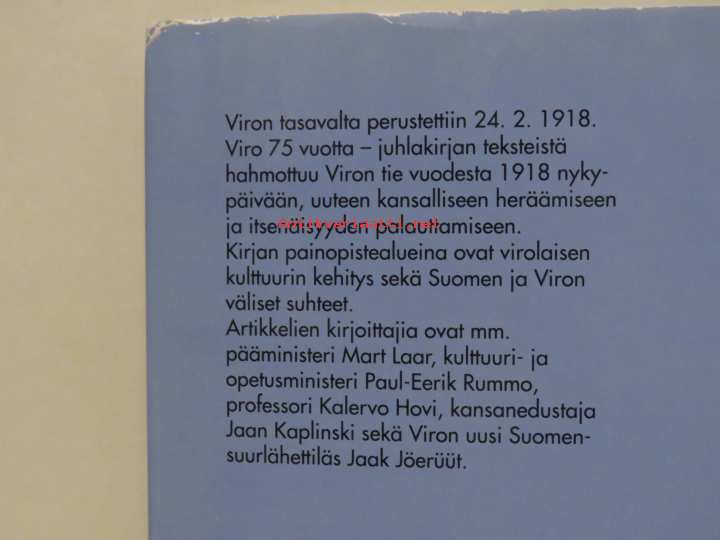 Viron tasavalta perustettiin 24. 2. 1918.
Viro 75 vuotta – juhlakirjan teksteistä
hahmottuu Viron tie vuodesta 1918 nyky-
päivään, uuteen kansalliseen heräämiseen
ja itsenäisyyden palauttamiseen.
Kirjan painopistealueina ovat virolaisen
kulttuurin kehitys sekä Suomen ja Viron
väliset suhteet.
Artikkelien kirjoittajia ovat mm.
pääministeri Mart Laar, kulttuuri- ja
opetusministeri Paul-Eerik Rummo,
professori Kalervo Hovi, kansanedustaja
Jaan Kaplinski sekä Viron uusi Suomen-
suurlähettiläs Jaak Jöerüüt.